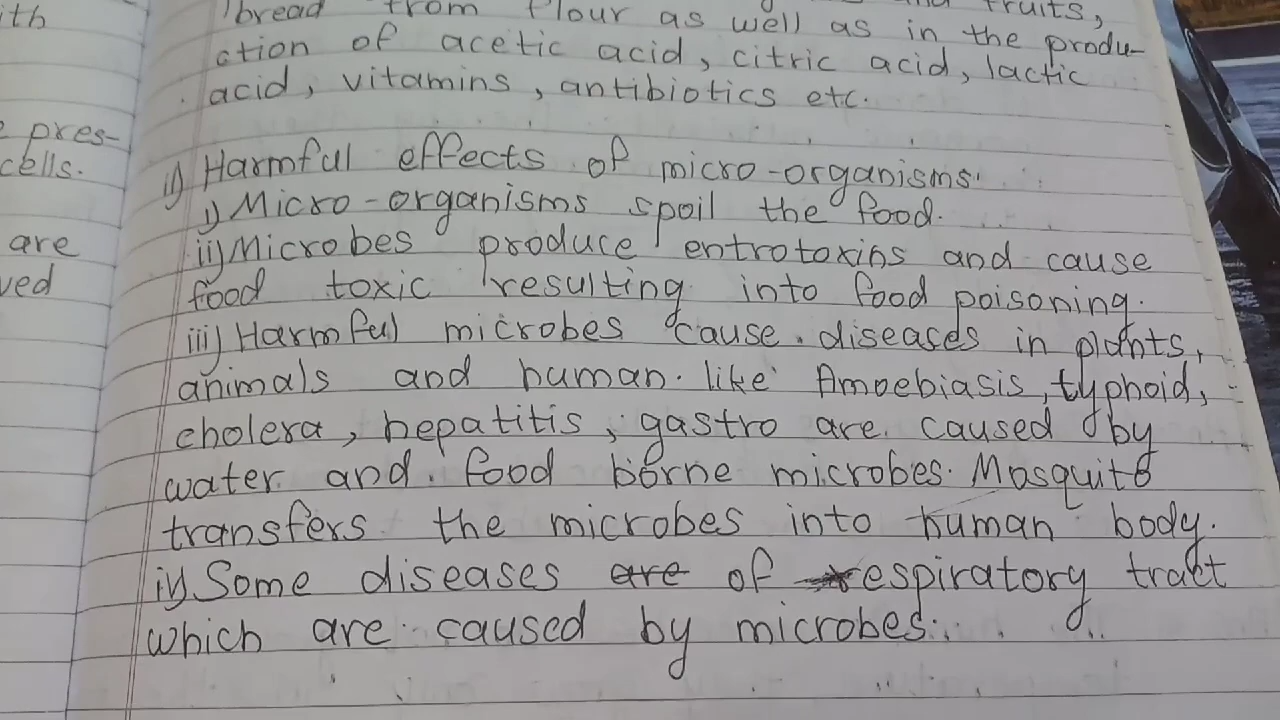 ith
bread from flour as well as in the produ-
ction of acetic acid, citric acid, lactic
acid, vitamins, antibiotics etc.
pres-
cells.
are
ved
ii) Harmful effects of micro-organisms.
i) Micro-organisms spoil the food.
ii) Microbes produce entrotoxins and cause
food toxic resulting into food poisoning.
iii) Harmful microbes cause diseases in plants,
animals and human. like Amoebiasis, typhoid,
cholera, hepatitis, gastro are caused by
water and food borne microbes. Mosquito
transfers the microbes into human body.
iv) Some diseases are of respiratory tract
which are caused by microbes.